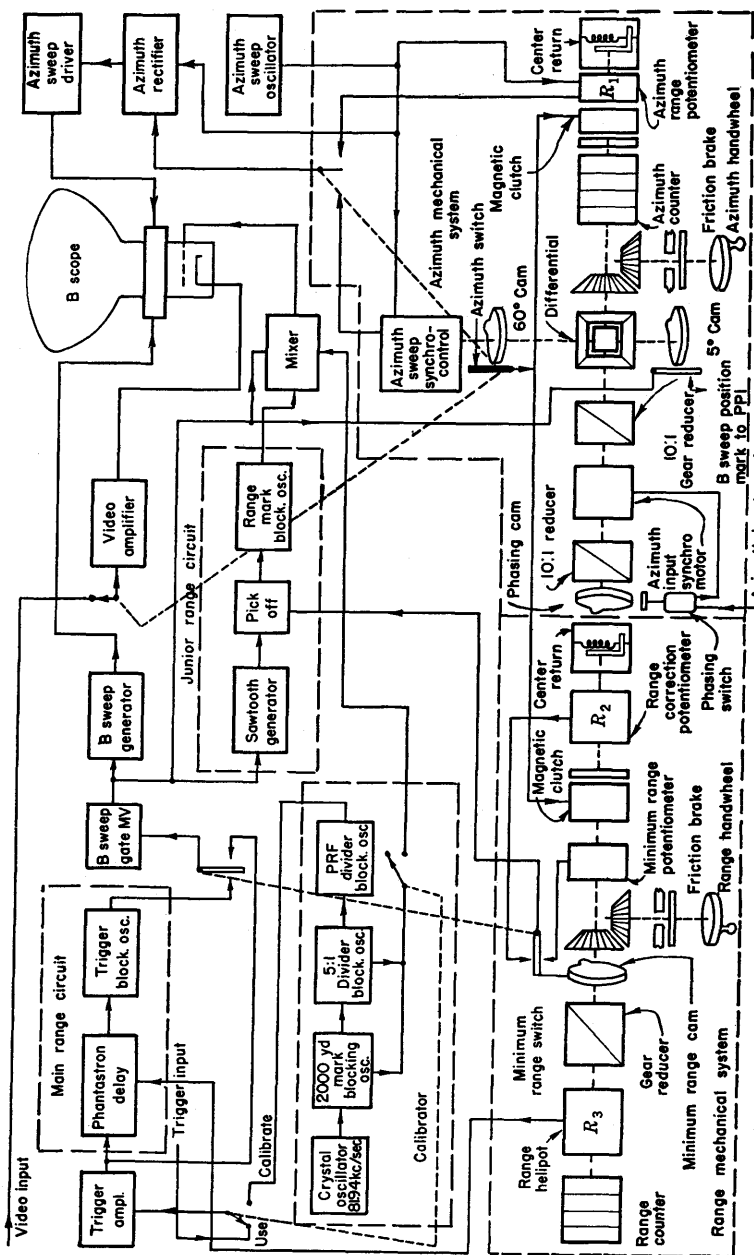 Video input
Trigger
ampl.
Main range circuit
Phantastron
delay
Trigger
block. osc.
Trigger input
Use
Calibrate
B sweep
gate MV
B sweep
generator
Video
amplifier
B scope
Azimuth
sweep
driver
Azimuth
rectifier
Azimuth
sweep
oscillator
Junior range circuit
Sawtooth
generator
Pick
off
Range
mark
block. osc.
Mixer
Crystal
oscillator
8194kc/sec
2000 yd
mark
blocking
osc.
5:1
Divider
block. osc.
PRF
divider
block. osc
Calibrator
Azimuth
sweep
synchro-
control
Azimuth mechanical
system
Azimuth switch
60° Cam
Magnetic
clutch
R1
Center
return
Azimuth
range
potentiometer
Azimuth
counter
Friction brake
Azimuth handwheel
Differential
5° Cam
10:1
Gear reducer
B sweep position
mark to PPI
10:1 reducer
Azimuth
input
synchro
motor
Phasing cam
Phasing
switch
Center
return
R2
Range
correction
potentiometer
Magnetic
clutch
Minimum range
potentiometer
Friction brake
Range handwheel
Minimum range
switch
Gear
reducer
Minimum range cam
R3
Range
helipot
Range
counter
Range mechanical system